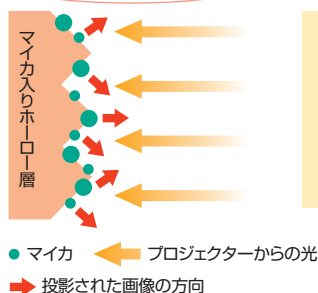 マイカ入りホーロー層
マイカ
プロジェクターからの光
投影された画像の方向